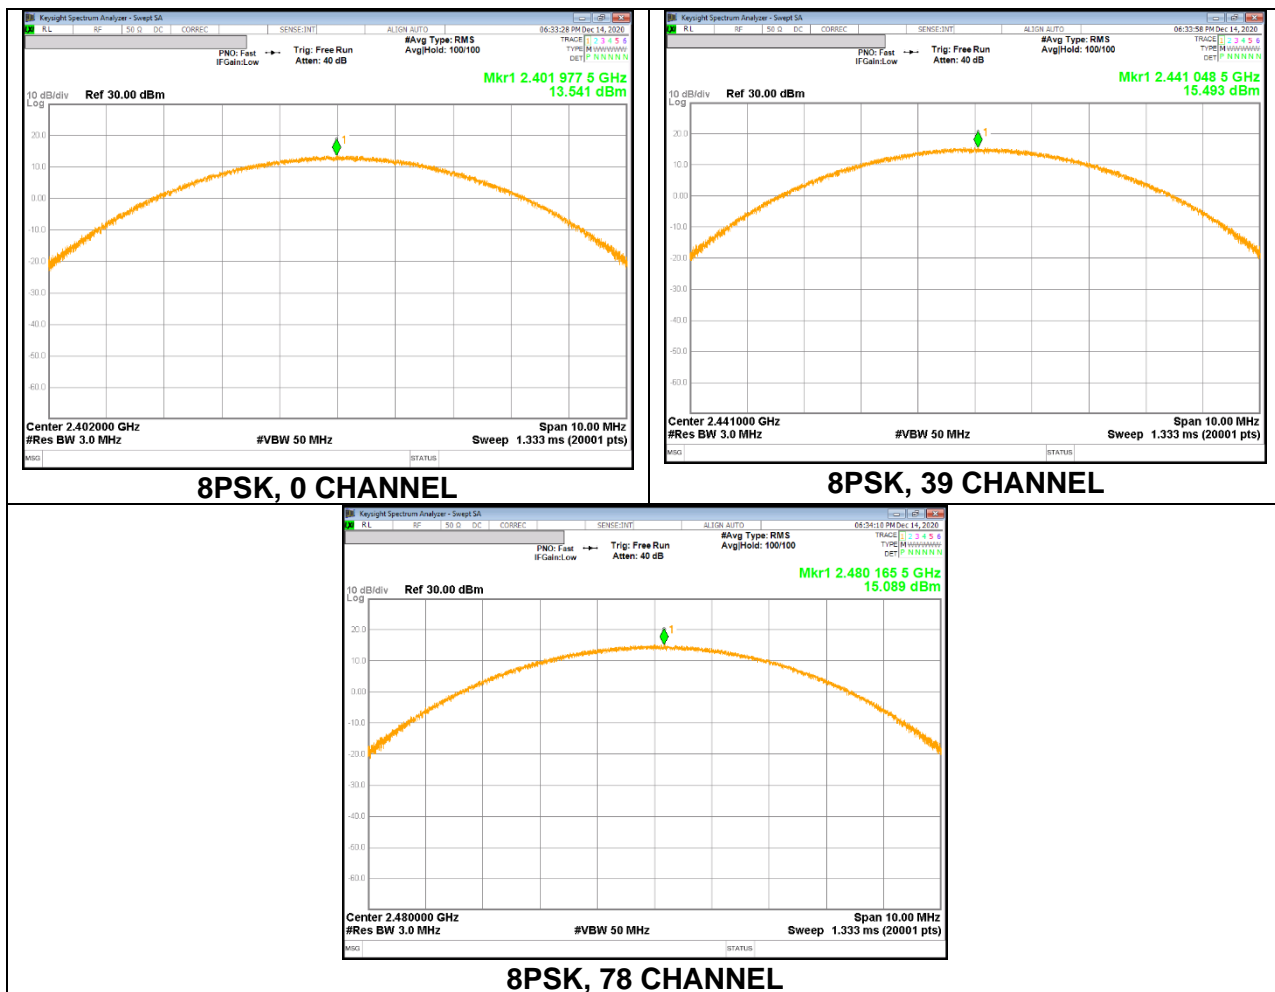 Keysight Spectrum Analyzer - Swept SA
RL RF 50 Ω DC CORREC SENSE:INT ALIGN AUTO 06:33:28 PM Dec 14, 2020
#Avg Type: RMS TRACE 1 2 3 4 5 6
PNO: Fast Trig: Free Run Avg|Hold: 100/100 TYPE M WWWWW
IFGain:Low Atten: 40 dB DET P N N N N N
Mkr1 2.401 977 5 GHz
13.541 dBm
10 dB/div Ref 30.00 dBm
Log
1
20.0
10.0
0.00
-10.0
-20.0
-30.0
-40.0
-50.0
-60.0
Center 2.402000 GHz Span 10.00 MHz
#Res BW 3.0 MHz #VBW 50 MHz Sweep 1.333 ms (20001 pts)
MSG STATUS
8PSK, 0 CHANNEL
Keysight Spectrum Analyzer - Swept SA
RL RF 50 Ω DC CORREC SENSE:INT ALIGN AUTO 06:33:58 PM Dec 14, 2020
#Avg Type: RMS TRACE 1 2 3 4 5 6
PNO: Fast Trig: Free Run Avg|Hold: 100/100 TYPE M WWWWW
IFGain:Low Atten: 40 dB DET P N N N N N
Mkr1 2.441 048 5 GHz
15.493 dBm
10 dB/div Ref 30.00 dBm
Log
1
20.0
10.0
0.00
-10.0
-20.0
-30.0
-40.0
-50.0
-60.0
Center 2.441000 GHz Span 10.00 MHz
#Res BW 3.0 MHz #VBW 50 MHz Sweep 1.333 ms (20001 pts)
MSG STATUS
8PSK, 39 CHANNEL
Keysight Spectrum Analyzer - Swept SA
RL RF 50 Ω DC CORREC SENSE:INT ALIGN AUTO 06:34:10 PM Dec 14, 2020
#Avg Type: RMS TRACE 1 2 3 4 5 6
PNO: Fast Trig: Free Run Avg|Hold: 100/100 TYPE M WWWWW
IFGain:Low Atten: 40 dB DET P N N N N N
Mkr1 2.480 165 5 GHz
15.089 dBm
10 dB/div Ref 30.00 dBm
Log
1
20.0
10.0
0.00
-10.0
-20.0
-30.0
-40.0
-50.0
-60.0
Center 2.480000 GHz Span 10.00 MHz
#Res BW 3.0 MHz #VBW 50 MHz Sweep 1.333 ms (20001 pts)
MSG STATUS
8PSK, 78 CHANNEL